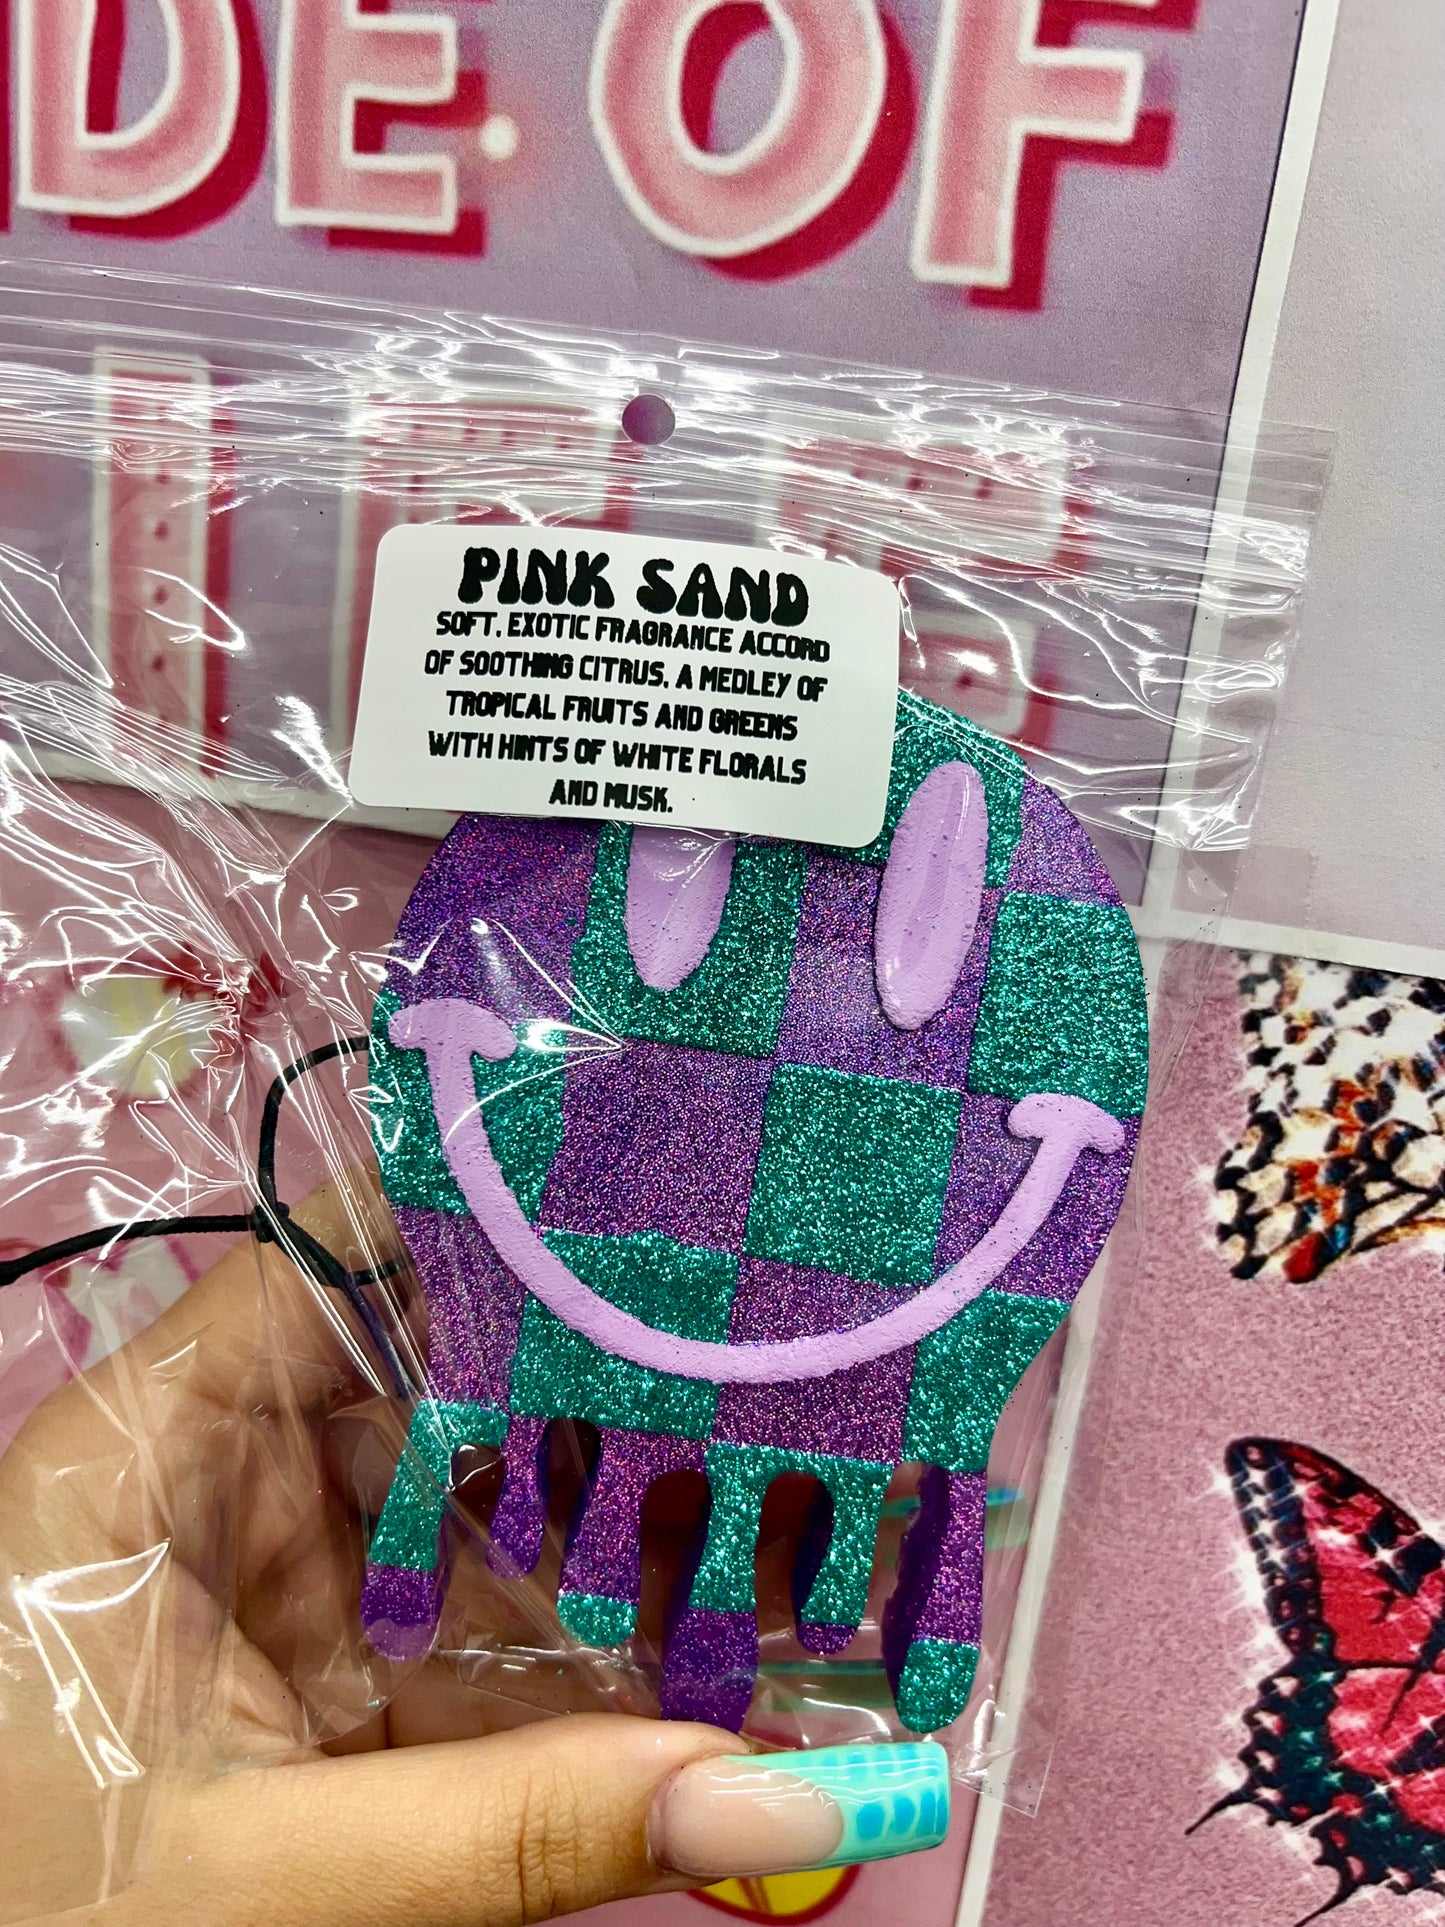 DE OF
PINK SAND
SOFT, EXOTIC FRAGRANCE ACCORD
OF SOOTHING CITRUS, A MEDLEY OF
TROPICAL FRUITS AND GREENS
WITH HINTS OF WHITE FLORALS
AND MUSK.